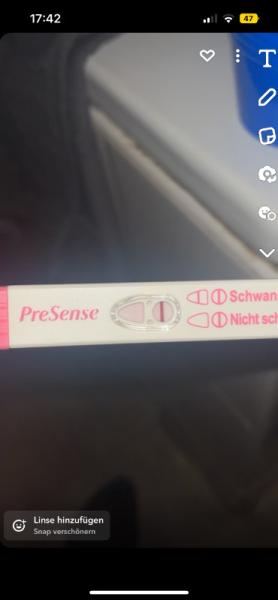 17:42
47
T
PreSense
Schwan
Nicht sch
Linse hinzufügen
Snap verschönern